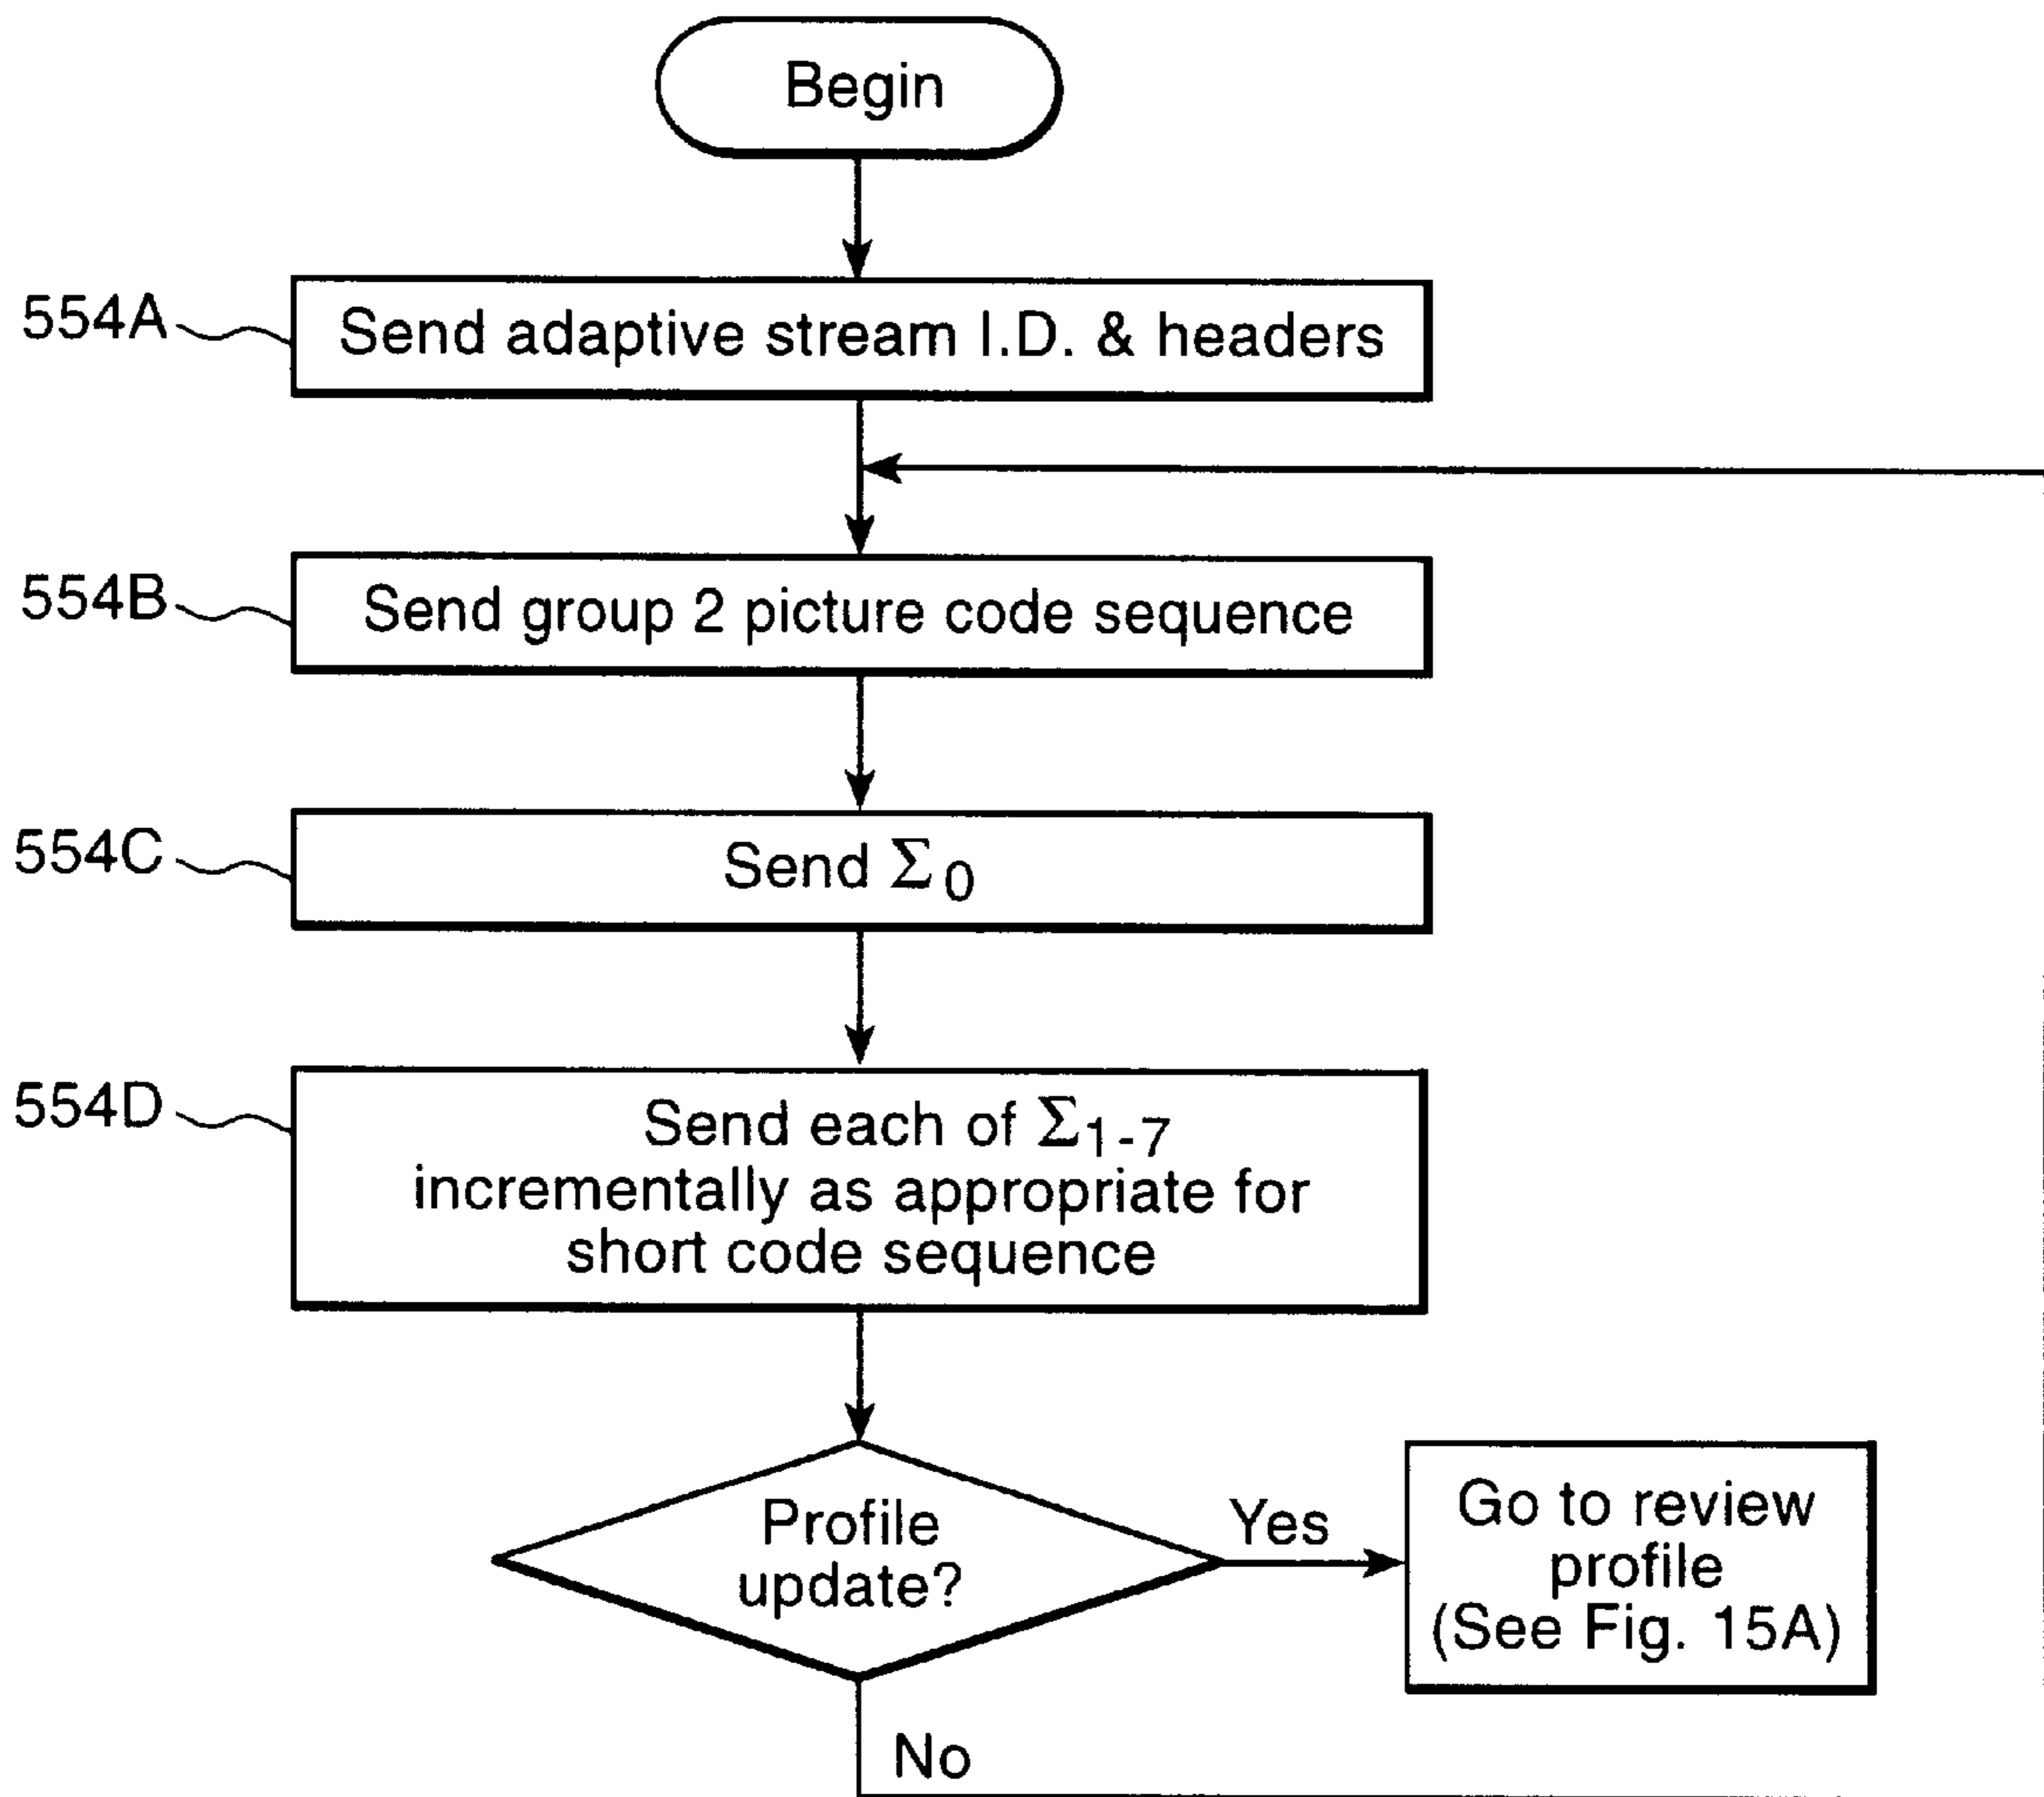 Begin
554A
Send adaptive stream I.D. & headers
554B
Send group 2 picture code sequence
554C
Send Σ0
554D
Send each of Σ1-7
incrementally as appropriate for
short code sequence
Profile
update?
Yes
Go to review
profile
(See Fig. 15A)
No